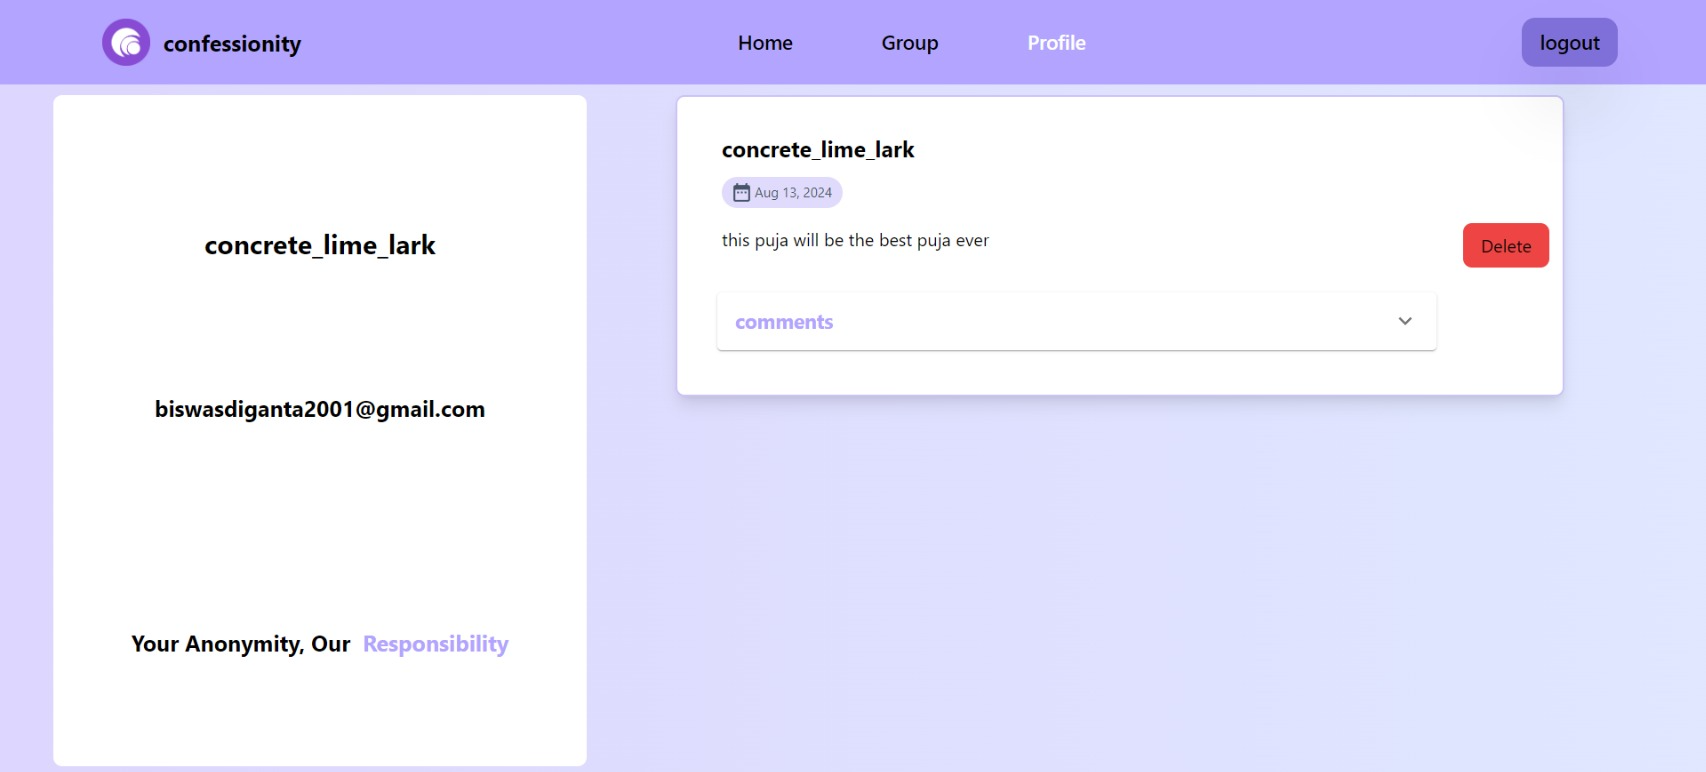 confessionity
Home
Group
Profile
logout
concrete_lime_lark
biswasdiganta2001@gmail.com
Your Anonymity, Our Responsibility
concrete_lime_lark
Aug 13, 2024
this puja will be the best puja ever
Delete
comments